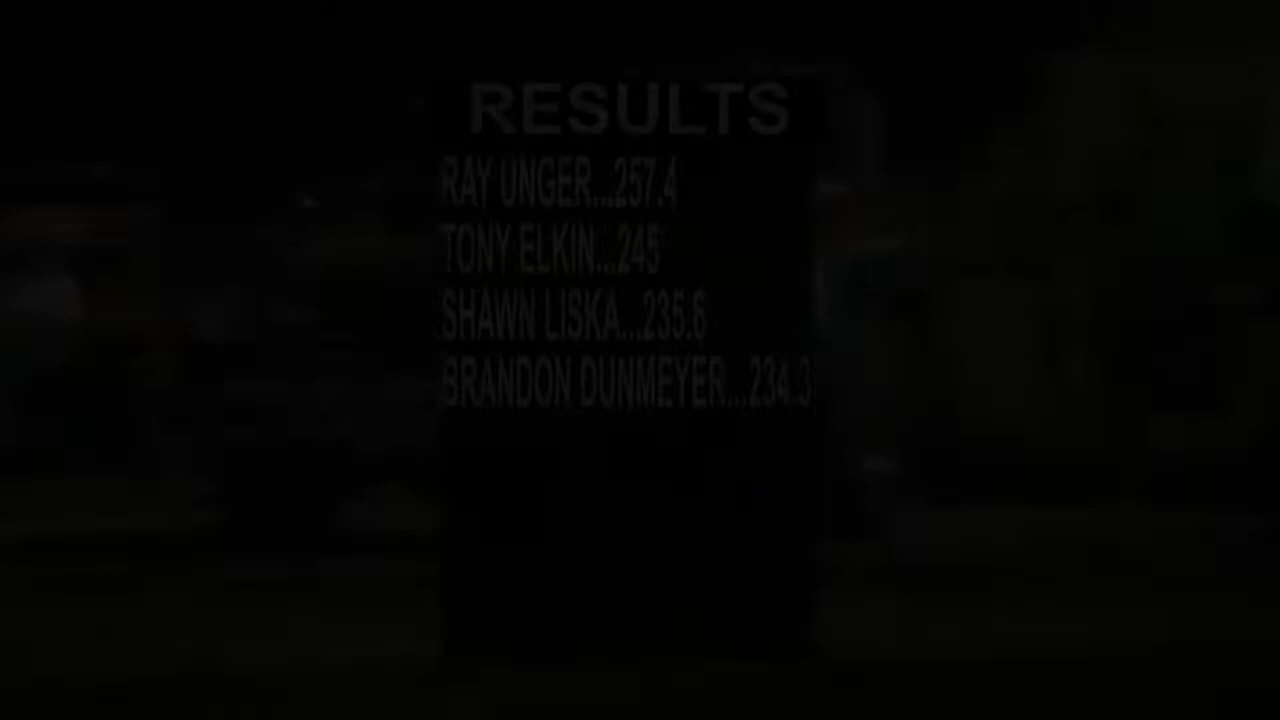 RESULTS
RAY UNGER...257.4
TONY ELKIN...245
SHAWN LISKA...235.6
BRANDON DUNMEYER...234.3